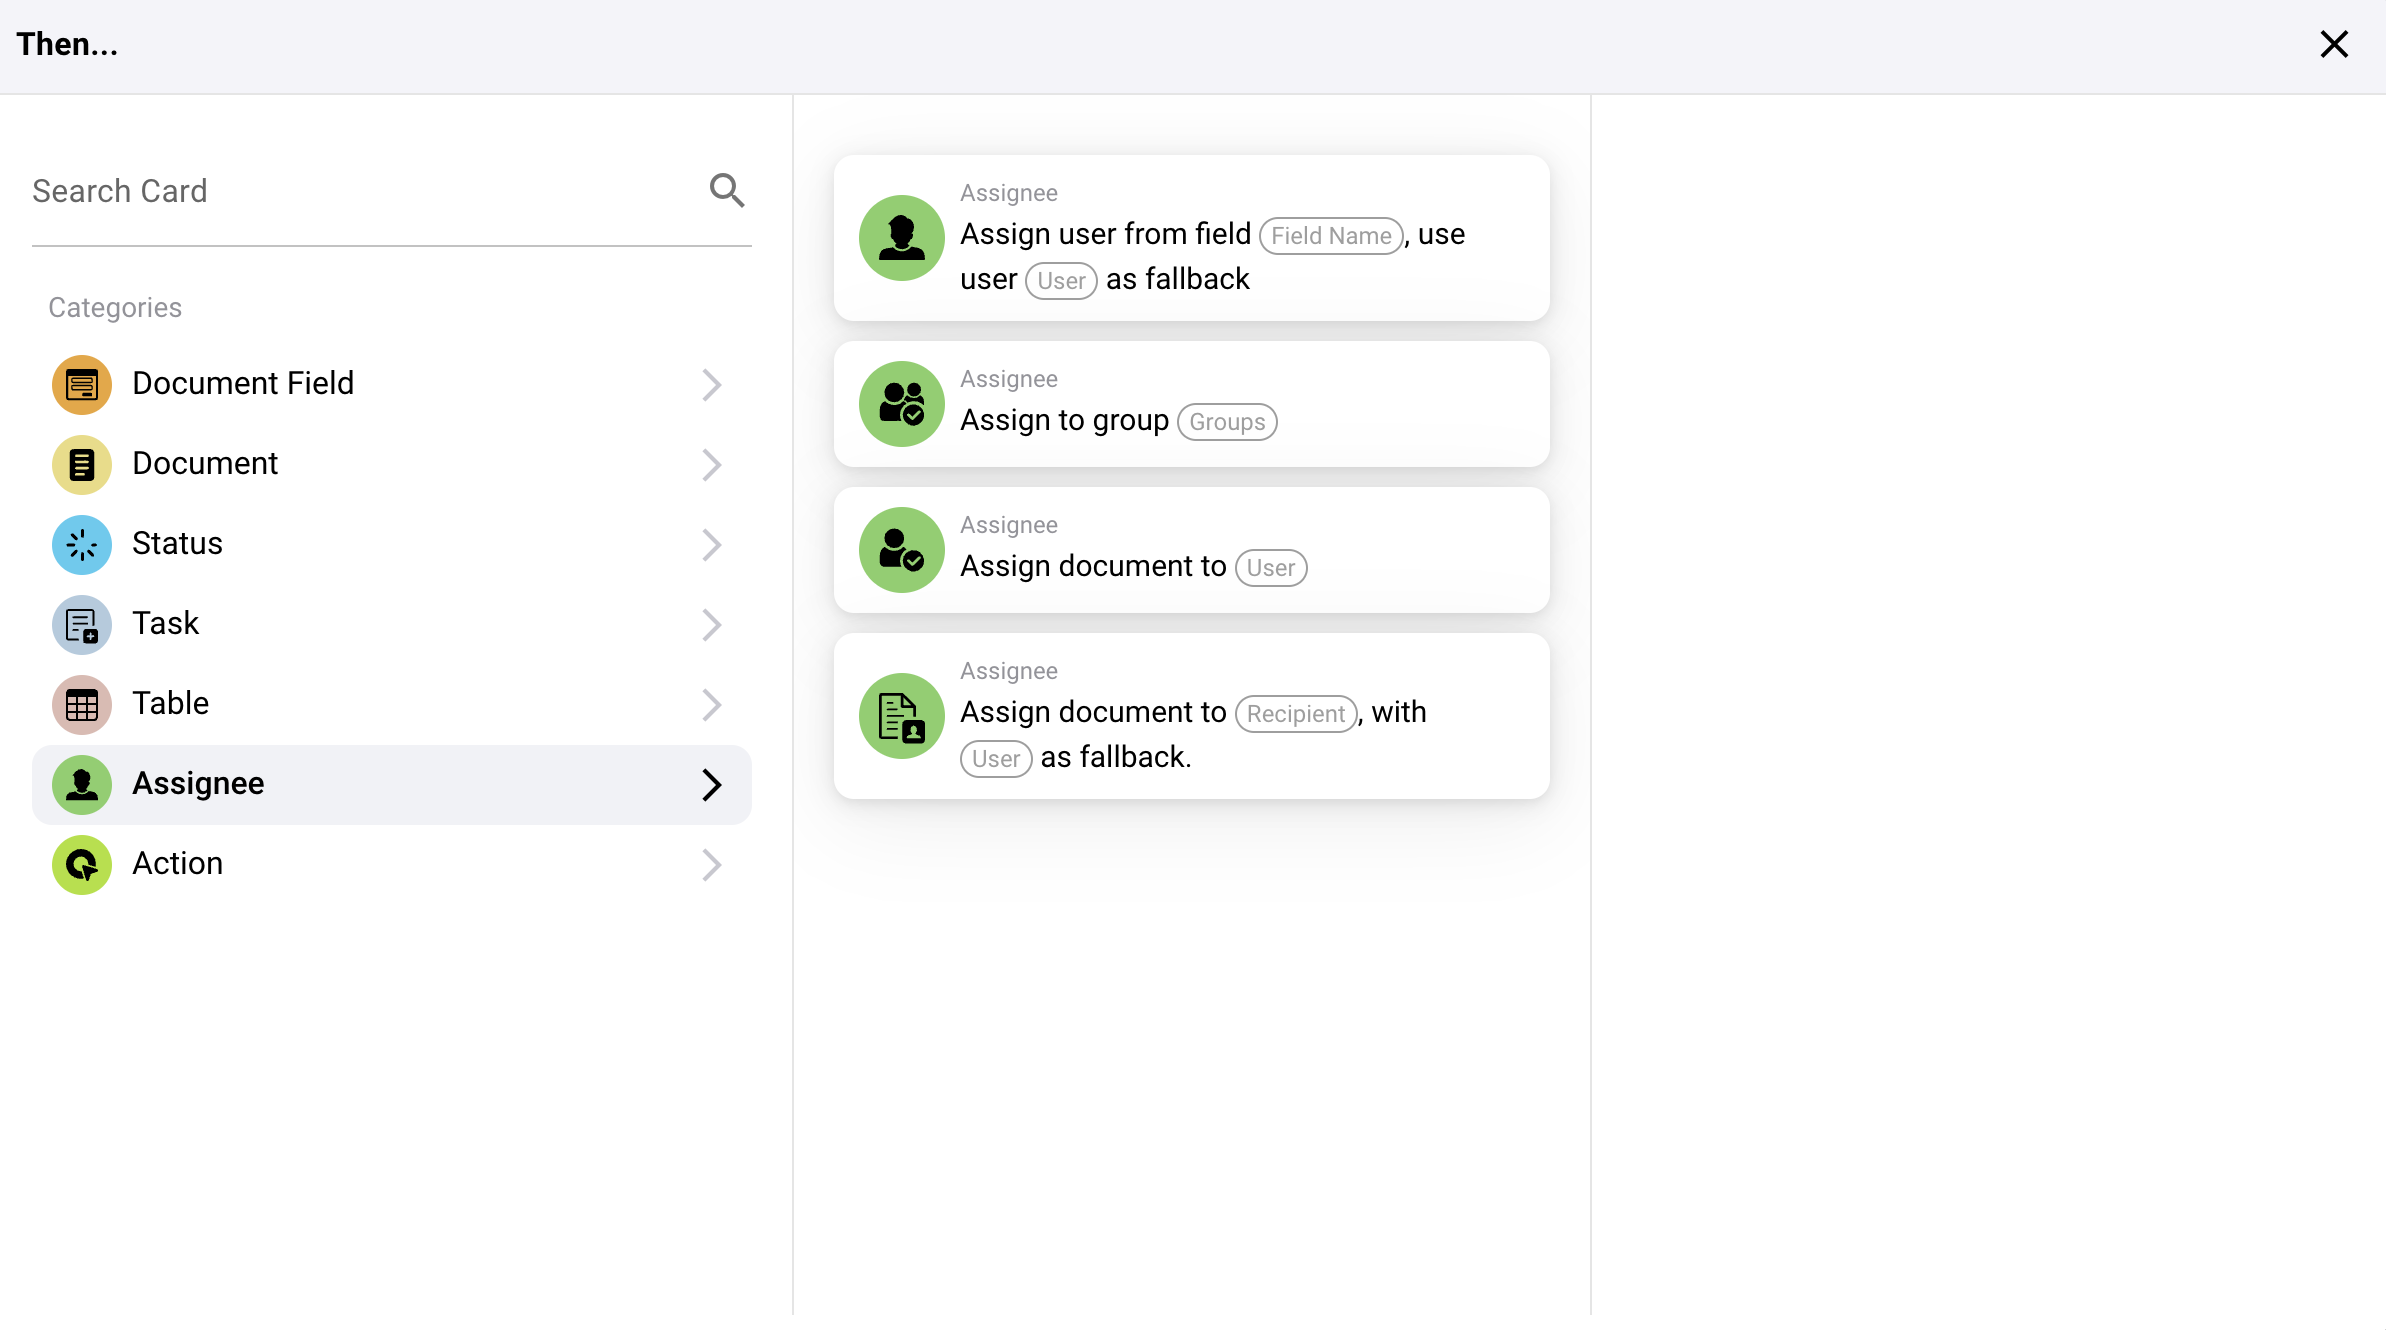 Then...
Search Card
Categories
Document Field
Document
Status
Task
Table
Assignee
Action
Assignee
Assign user from field Field Name, use
user User as fallback
Assignee
Assign to group Groups
Assignee
Assign document to User
Assignee
Assign document to Recipient, with
User as fallback.